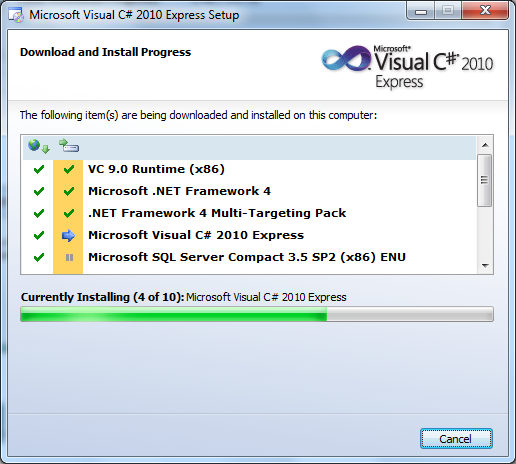 Microsoft Visual C# 2010 Express Setup
Download and Install Progress
Microsoft®
Visual C#® 2010
Express
The following item(s) are being downloaded and installed on this computer:
VC 9.0 Runtime (x86)
Microsoft .NET Framework 4
.NET Framework 4 Multi-Targeting Pack
Microsoft Visual C# 2010 Express
Microsoft SQL Server Compact 3.5 SP2 (x86) ENU
Currently Installing (4 of 10): Microsoft Visual C# 2010 Express
Cancel